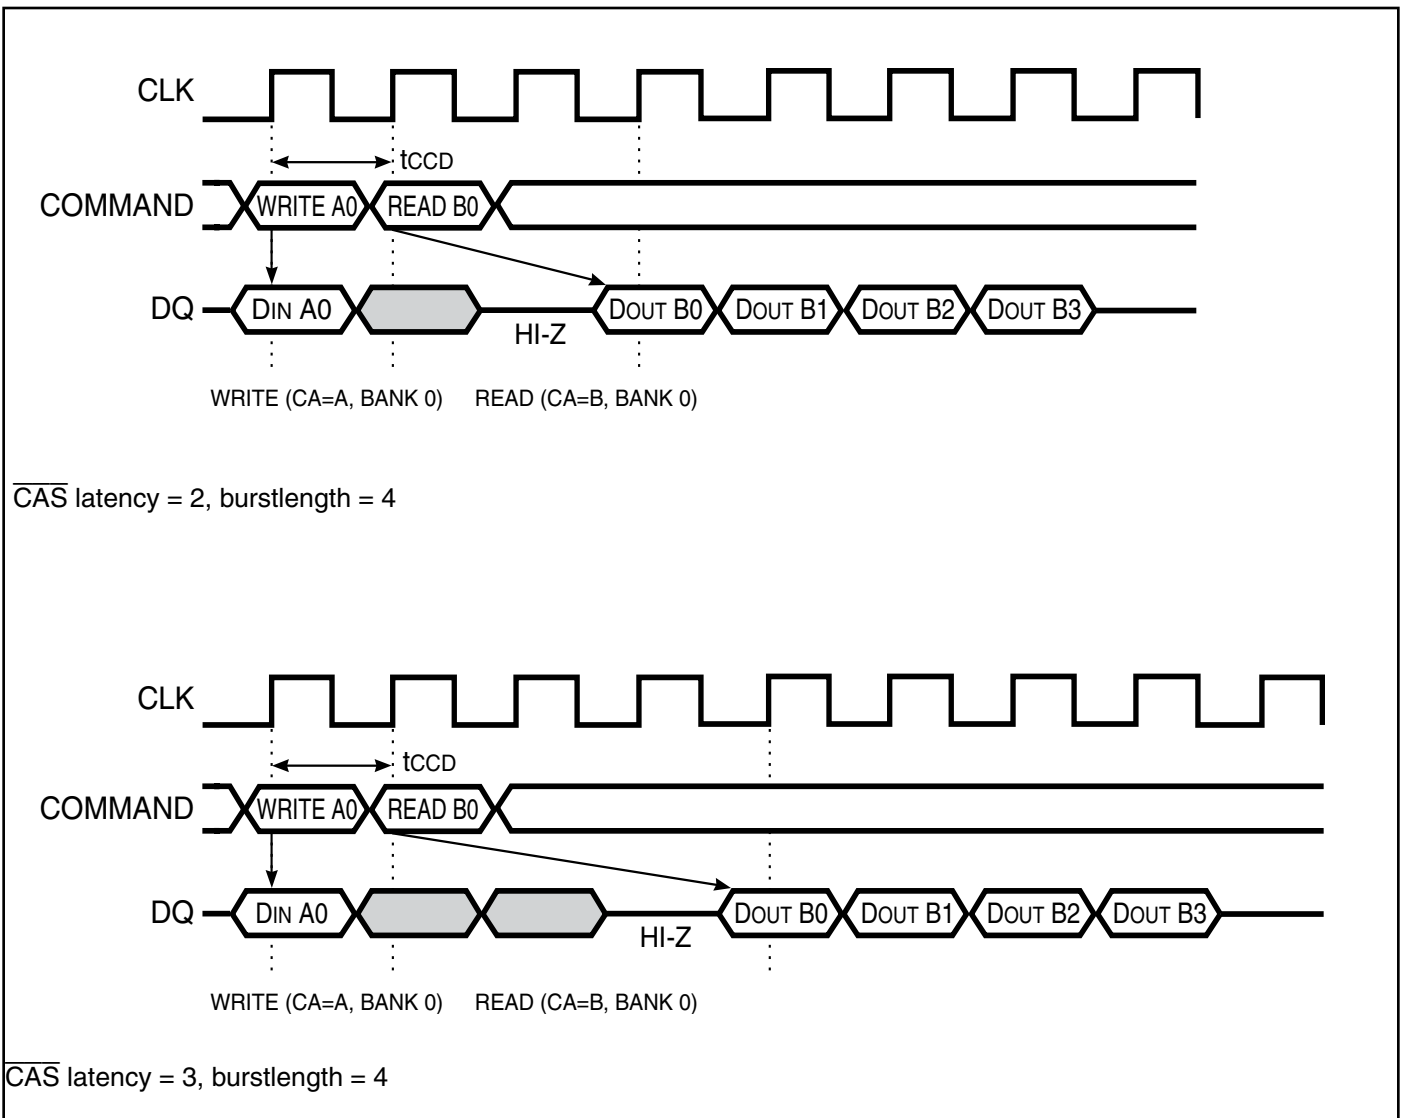 CLK
tCCD
COMMAND WRITE A0 READ B0
DQ DIN A0 DOUT B0 DOUT B1 DOUT B2 DOUT B3
HI-Z
WRITE (CA=A, BANK 0) READ (CA=B, BANK 0)
CAS latency = 2, burstlength = 4
CLK
tCCD
COMMAND WRITE A0 READ B0
DQ DIN A0 DOUT B0 DOUT B1 DOUT B2 DOUT B3
HI-Z
WRITE (CA=A, BANK 0) READ (CA=B, BANK 0)
CAS latency = 3, burstlength = 4